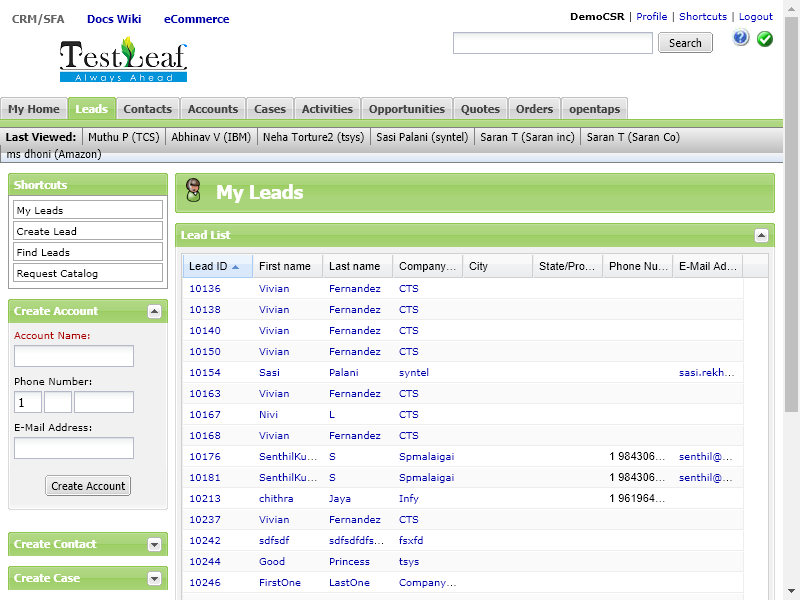 CRM/SFA Docs Wiki eCommerce
DemoCSR | Profile | Shortcuts | Logout
TestLeaf
Always Ahead
Search
My Home Leads Contacts Accounts Cases Activities Opportunities Quotes Orders opentaps
Last Viewed: Muthu P (TCS) Abhinav V (IBM) Neha Torture2 (tsys) Sasi Palani (syntel) Saran T (Saran inc) Saran T (Saran Co)
ms dhoni (Amazon)
Shortcuts
My Leads
Create Lead
Find Leads
Request Catalog
Create Account
Account Name:
Phone Number:
1
E-Mail Address:
Create Account
Create Contact
Create Case
My Leads
Lead List
Lead ID First name Last name Company... City State/Pro... Phone Nu... E-Mail Ad...
10136 Vivian Fernandez CTS
10138 Vivian Fernandez CTS
10140 Vivian Fernandez CTS
10150 Vivian Fernandez CTS
10154 Sasi Palani syntel sasi.rekh...
10163 Vivian Fernandez CTS
10167 Nivi L CTS
10168 Vivian Fernandez CTS
10176 SenthilKu... S Spmalaigai 1 984306... senthil@...
10181 SenthilKu... S Spmalaigai 1 984306... senthil@...
10213 chithra Jaya Infy 1 961964...
10237 Vivian Fernandez CTS
10242 sdfsdf sdfsdfdfs... fsxfd
10244 Good Princess tsys
10246 FirstOne LastOne Company...